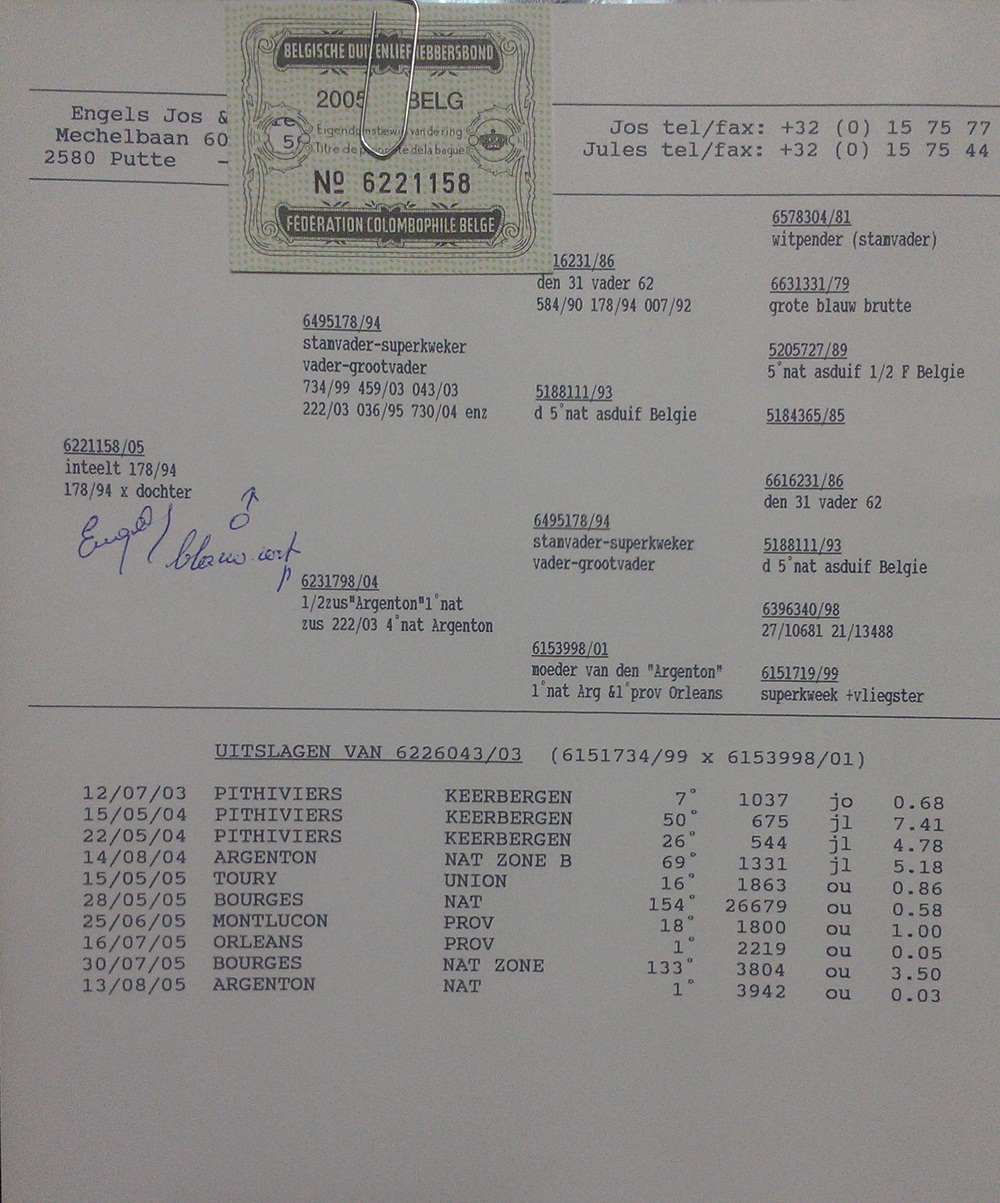 BELGISCHE DUIVENLIEFHEBBERSBOND
2005 BELG
Eigendomsbewijs van de ring
Titre de propriété de la bague
5
Nº 6221158
FÉDERATION COLOMBOPHILE BELGE
Engels Jos &
Mechelbaan 60
2580 Putte -
Jos tel/fax: +32 (0) 15 75 77
Jules tel/fax: +32 (0) 15 75 44
6578304/81
witpender (stamvader)
16231/86
den 31 vader 62
584/90 178/94 007/92
6631331/79
grote blauw brutte
6495178/94
stamvader-superkweker
vader-grootvader
734/99 459/03 043/03
222/03 036/95 730/04 enz
5205727/89
5°nat asduif 1/2 F Belgie
5188111/93
d 5°nat asduif Belgie
5184365/85
6221158/05
inteelt 178/94
178/94 x dochter
6616231/86
den 31 vader 62
6495178/94
stamvader-superkweker
vader-grootvader
5188111/93
d 5°nat asduif Belgie
Engels
♂
6231798/04
1/2zus"Argenton"1°nat
zus 222/03 4°nat Argenton
6396340/98
27/10681 21/13488
6153998/01
moeder van den "Argenton"
1°nat Arg &1°prov Orleans
6151719/99
superkweek +vliegster
UITSLAGEN VAN 6226043/03 (6151734/99 x 6153998/01)
12/07/03 PITHIVIERS KEERBERGEN 7° 1037 jo 0.68
15/05/04 PITHIVIERS KEERBERGEN 50° 675 jl 7.41
22/05/04 PITHIVIERS KEERBERGEN 26° 544 jl 4.78
14/08/04 ARGENTON NAT ZONE B 69° 1331 jl 5.18
15/05/05 TOURY UNION 16° 1863 ou 0.86
28/05/05 BOURGES NAT 154° 26679 ou 0.58
25/06/05 MONTLUCON PROV 18° 1800 ou 1.00
16/07/05 ORLEANS PROV 1° 2219 ou 0.05
30/07/05 BOURGES NAT ZONE 133° 3804 ou 3.50
13/08/05 ARGENTON NAT 1° 3942 ou 0.03